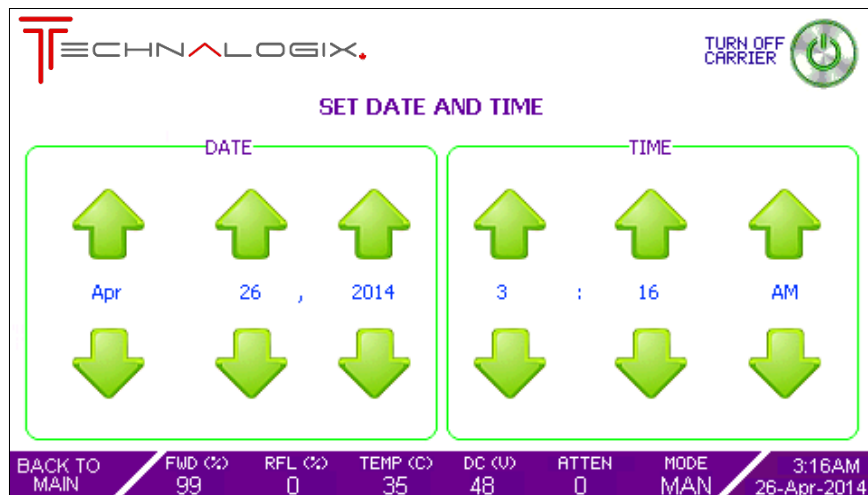 TECHNALOGIX.
TURN OFF
CARRIER
SET DATE AND TIME
DATE
TIME
Apr 26 , 2014
3 : 16 AM
BACK TO
MAIN
FWD (%) RFL (%) TEMP (C) DC (V) ATTEN MODE
99 0 35 48 0 MAN
3:16AM
26-Apr-2014